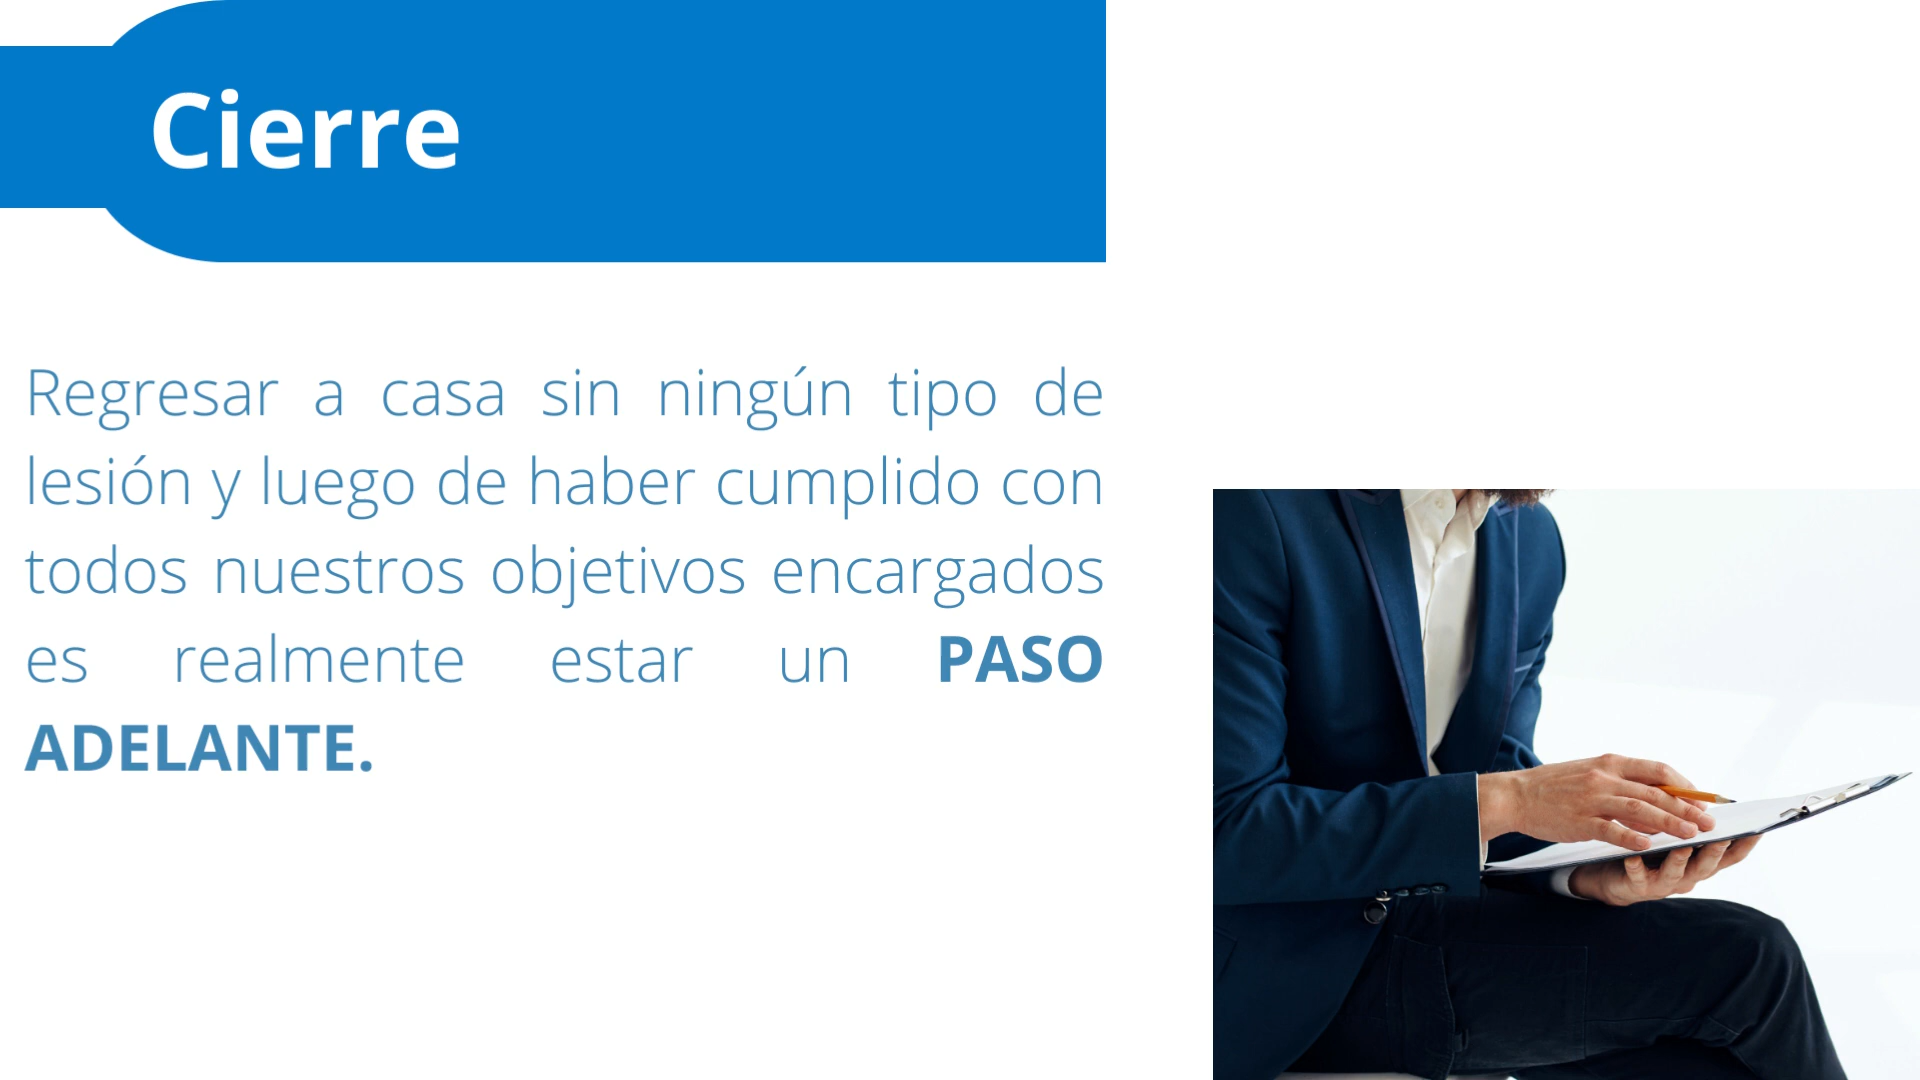 Cierre
Regresar a casa sin ningún tipo de
lesión y luego de haber cumplido con
todos nuestros objetivos encargados
es realmente estar un PASO
ADELANTE.